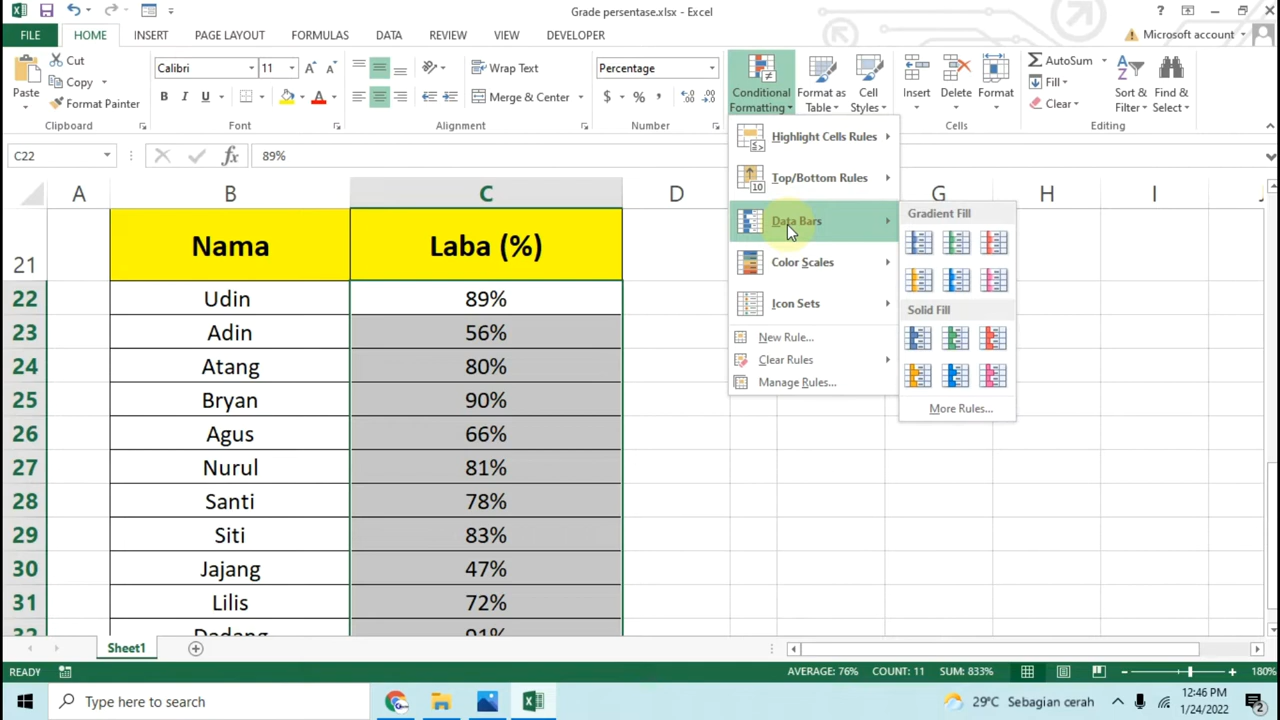 Grade persentase.xlsx - Excel
?
FILE HOME INSERT PAGE LAYOUT FORMULAS DATA REVIEW VIEW DEVELOPER Microsoft account
Paste
Cut
Copy
Format Painter
Clipboard
Calibri 11
B I U A
Font
Wrap Text
Merge & Center
Alignment
Percentage
$ % ,
Number
Conditional Formatting
Format as Table
Cell Styles
Insert Delete Format
Cells
AutoSum
Fill
Clear
Sort & Filter
Find & Select
Editing
C22 fx 89%
A B C D G H I
21 Nama Laba (%)
22 Udin 89%
23 Adin 56%
24 Atang 80%
25 Bryan 90%
26 Agus 66%
27 Nurul 81%
28 Santi 78%
29 Siti 83%
30 Jajang 47%
31 Lilis 72%
32 Dadang 91%
Highlight Cells Rules
Top/Bottom Rules
Data Bars
Color Scales
Icon Sets
New Rule...
Clear Rules
Manage Rules...
Gradient Fill
Solid Fill
More Rules...
Sheet1
READY AVERAGE: 76% COUNT: 11 SUM: 833% 180%
Type here to search
29°C Sebagian cerah
12:46 PM
1/24/2022
2